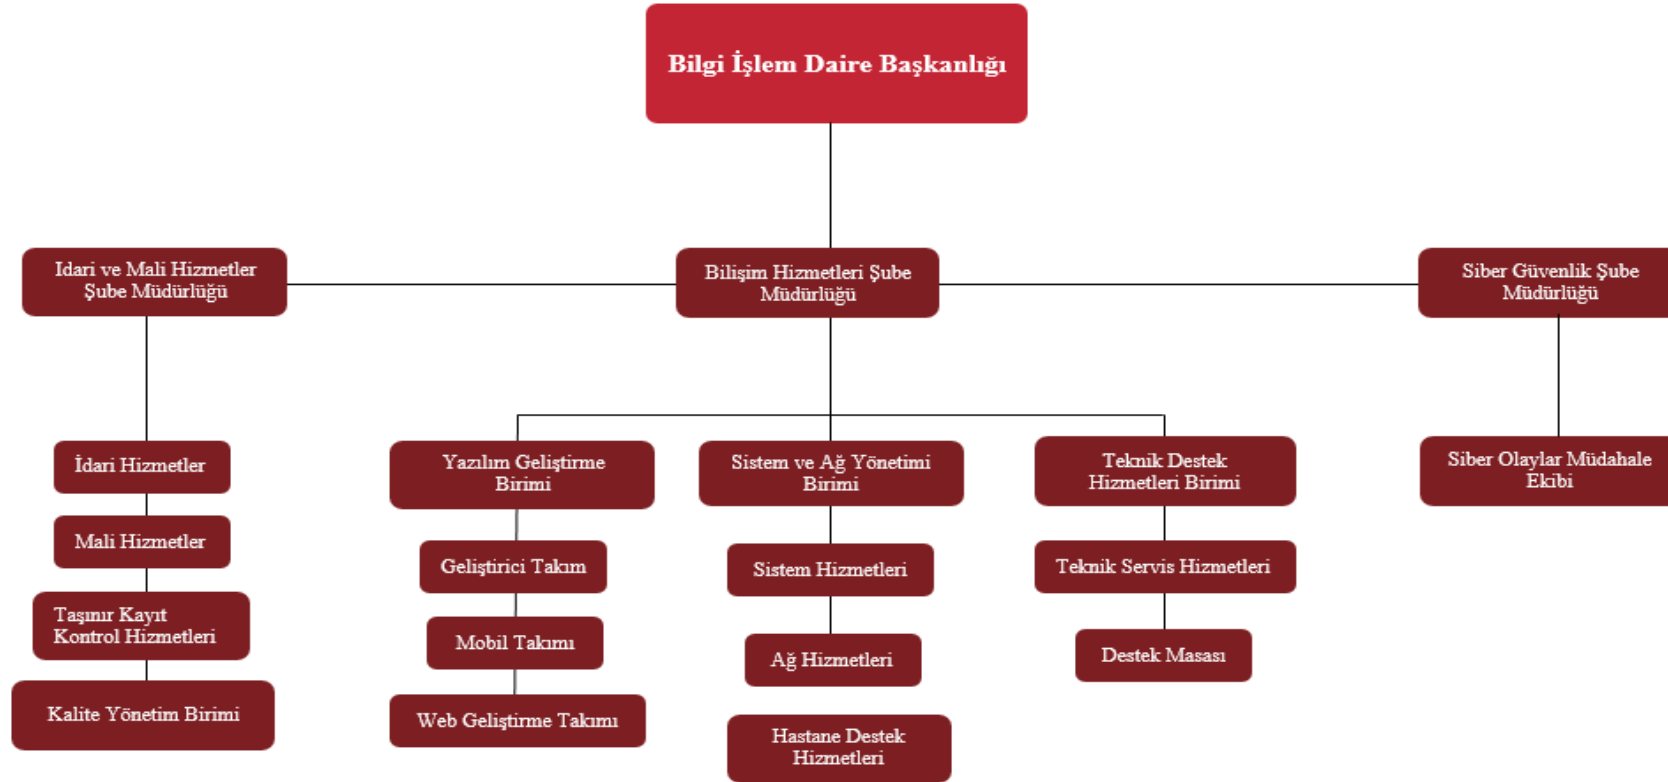 Bilgi İşlem Daire Başkanlığı
Idari ve Mali Hizmetler
Şube Müdürlüğü
Bilişim Hizmetleri Şube
Müdürlüğü
Siber Güvenlik Şube
Müdürlüğü
İdari Hizmetler
Mali Hizmetler
Taşınır Kayıt
Kontrol Hizmetleri
Kalite Yönetim Birimi
Yazılım Geliştirme
Birimi
Geliştirici Takım
Mobil Takımı
Web Geliştirme Takımı
Sistem ve Ağ Yönetimi
Birimi
Sistem Hizmetleri
Ağ Hizmetleri
Hastane Destek
Hizmetleri
Teknik Destek
Hizmetleri Birimi
Teknik Servis Hizmetleri
Destek Masası
Siber Olaylar Müdahale
Ekibi